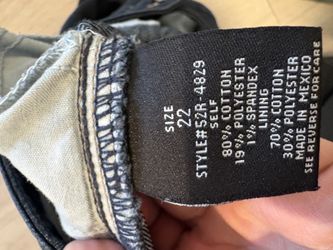 SIZE
22
STYLE#52R-4829
SELF
80% COTTON
19% POLYESTER
1% SPANDEX
LINING
70% COTTON
30% POLYESTER
MADE IN MEXICO
SEE REVERSE FOR CARE